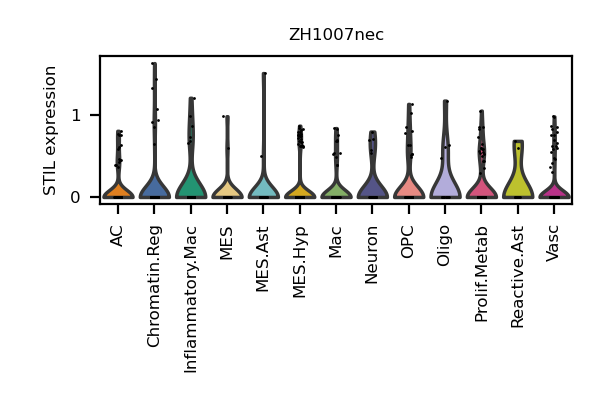 ZH1007nec
STIL expression
1
0
AC
Chromatin.Reg
Inflammatory.Mac
MES
MES.Ast
MES.Hyp
Mac
Neuron
OPC
Oligo
Prolif.Metab
Reactive.Ast
Vasc